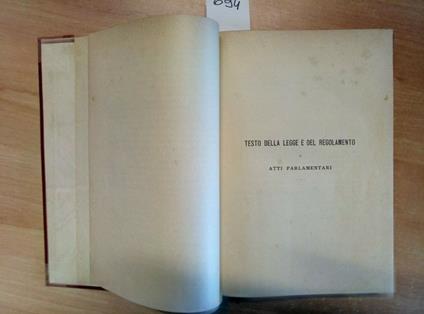 694
TESTO DELLA LEGGE E DEL REGOLAMENTO
E
ATTI PARLAMENTARI